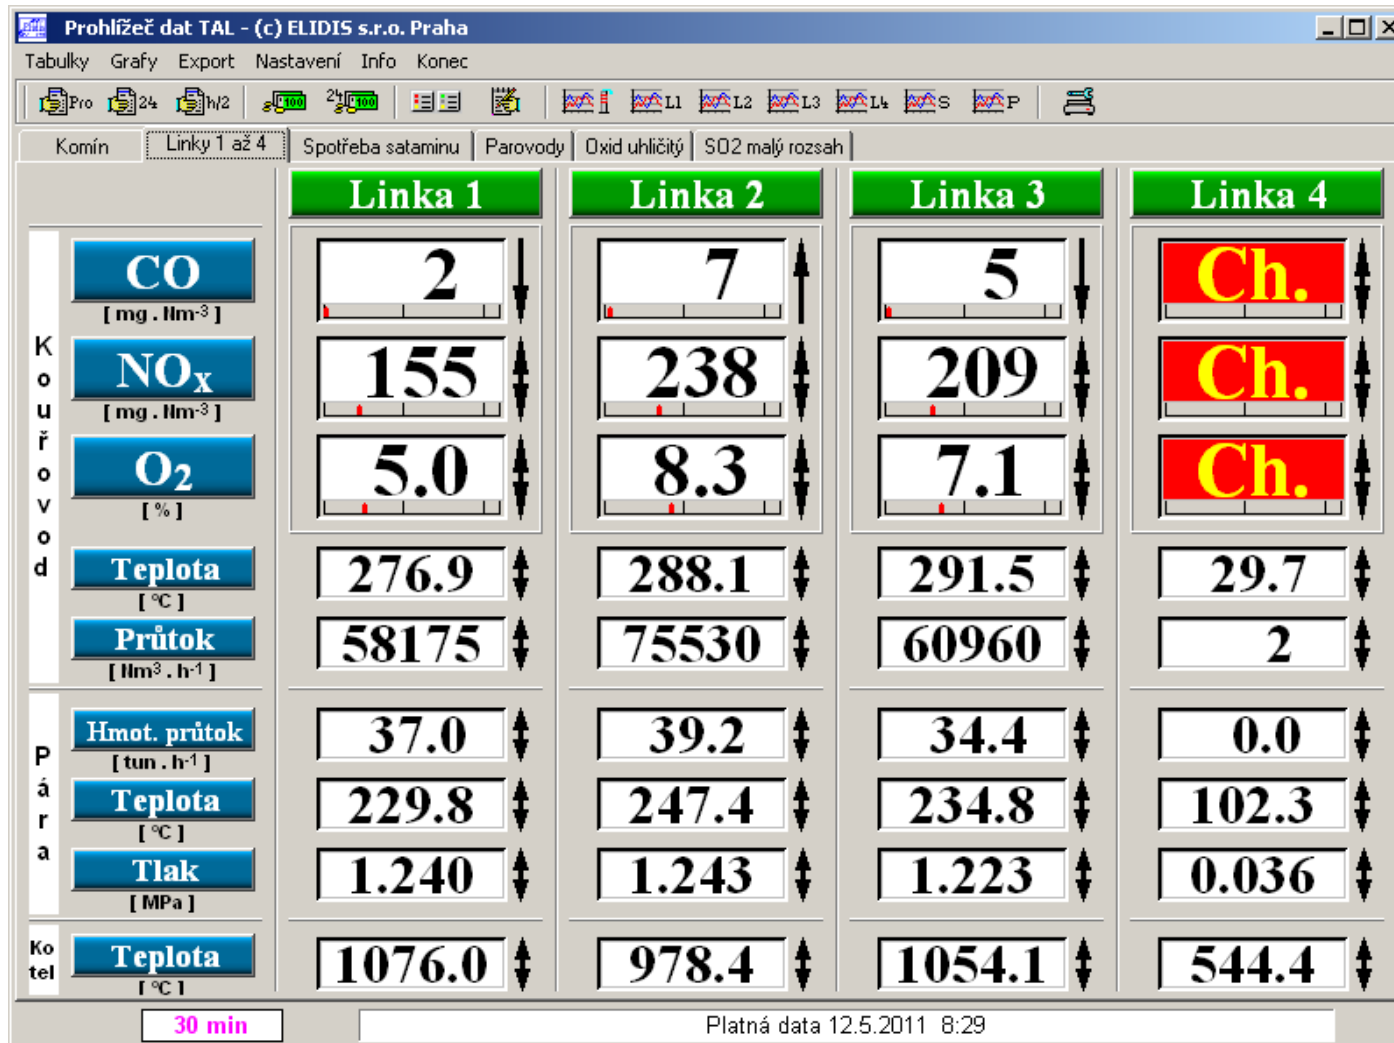 Prohlížeč dat TAL - (c) ELIDIS s.r.o. Praha
Tabulky Grafy Export Nastavení Info Konec
Pro 24 h/2 100 24 100 L1 L2 L3 L4 S P
Komín Linky 1 až 4 Spotřeba sataminu Parovody Oxid uhličitý SO2 malý rozsah
Linka 1 Linka 2 Linka 3 Linka 4
Kouřovod
CO 2 7 5 Ch.
[ mg . Nm-3 ]
NOX 155 238 209 Ch.
[ mg . Nm-3 ]
O2 5.0 8.3 7.1 Ch.
[ % ]
Teplota 276.9 288.1 291.5 29.7
[ °C ]
Průtok 58175 75530 60960 2
[ Nm3 . h-1 ]
Pára
Hmot. průtok 37.0 39.2 34.4 0.0
[ tun . h-1 ]
Teplota 229.8 247.4 234.8 102.3
[ °C ]
Tlak 1.240 1.243 1.223 0.036
[ MPa ]
Kotel
Teplota 1076.0 978.4 1054.1 544.4
[ °C ]
30 min Platná data 12.5.2011 8:29